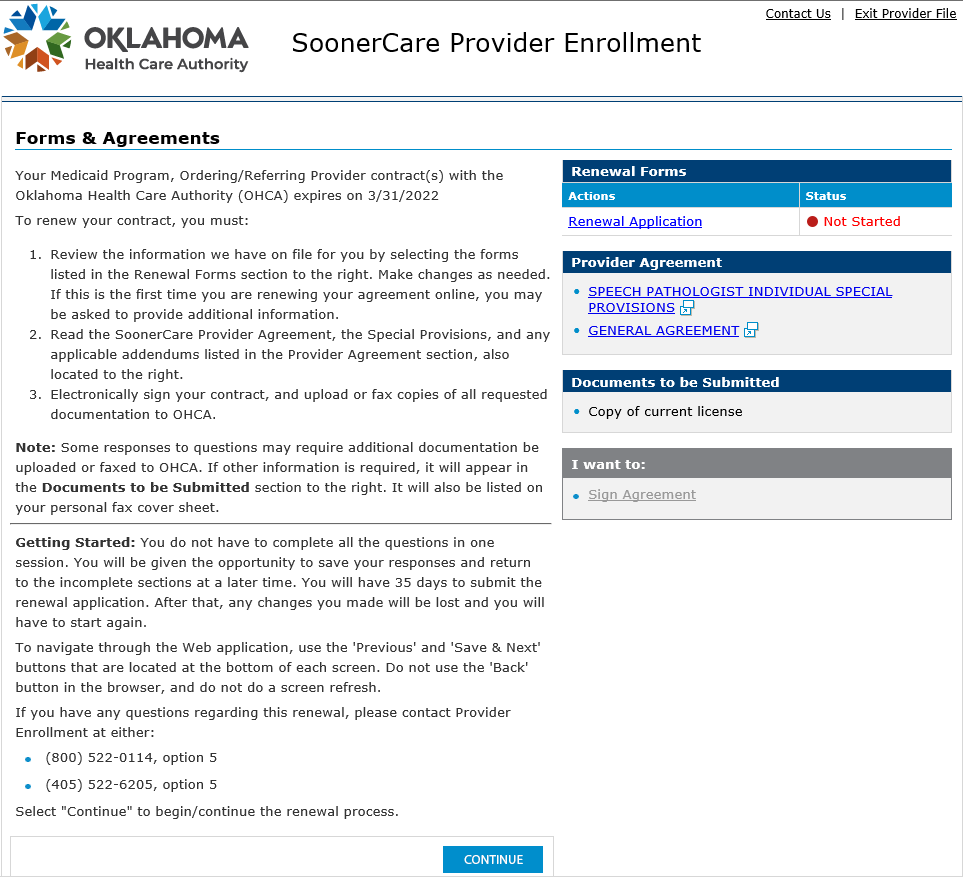 Contact Us | Exit Provider File
OKLAHOMA
Health Care Authority
SoonerCare Provider Enrollment
Forms & Agreements
Your Medicaid Program, Ordering/Referring Provider contract(s) with the
Oklahoma Health Care Authority (OHCA) expires on 3/31/2022
To renew your contract, you must:
1. Review the information we have on file for you by selecting the forms
listed in the Renewal Forms section to the right. Make changes as needed.
If this is the first time you are renewing your agreement online, you may
be asked to provide additional information.
2. Read the SoonerCare Provider Agreement, the Special Provisions, and any
applicable addendums listed in the Provider Agreement section, also
located to the right.
3. Electronically sign your contract, and upload or fax copies of all requested
documentation to OHCA.
Note: Some responses to questions may require additional documentation be
uploaded or faxed to OHCA. If other information is required, it will appear in
the Documents to be Submitted section to the right. It will also be listed on
your personal fax cover sheet.
Getting Started: You do not have to complete all the questions in one
session. You will be given the opportunity to save your responses and return
to the incomplete sections at a later time. You will have 35 days to submit the
renewal application. After that, any changes you made will be lost and you will
have to start again.
To navigate through the Web application, use the 'Previous' and 'Save & Next'
buttons that are located at the bottom of each screen. Do not use the 'Back'
button in the browser, and do not do a screen refresh.
If you have any questions regarding this renewal, please contact Provider
Enrollment at either:
• (800) 522-0114, option 5
• (405) 522-6205, option 5
Select "Continue" to begin/continue the renewal process.
CONTINUE
Renewal Forms
Actions Status
Renewal Application Not Started
Provider Agreement
• SPEECH PATHOLOGIST INDIVIDUAL SPECIAL
PROVISIONS
• GENERAL AGREEMENT
Documents to be Submitted
• Copy of current license
I want to:
• Sign Agreement